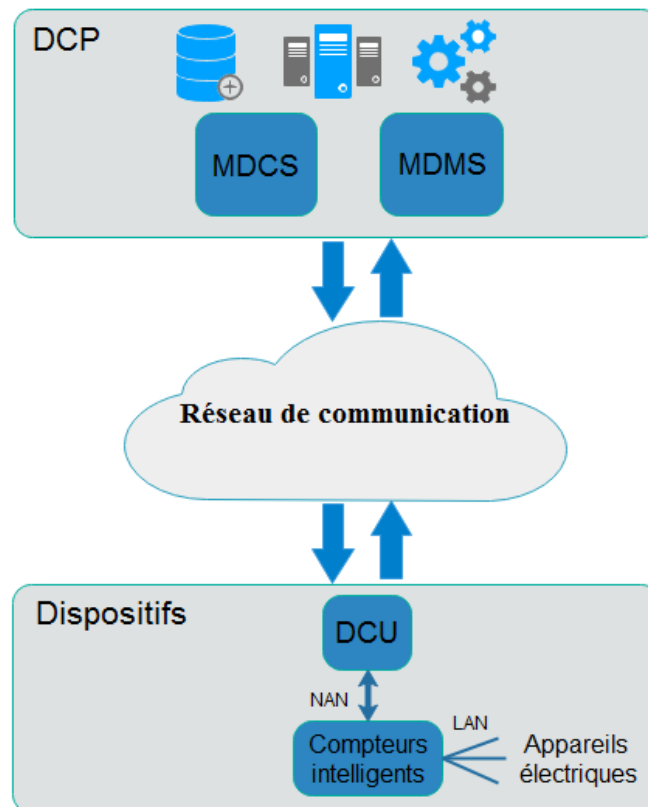 DCP
MDCS
MDMS
Réseau de communication
Dispositifs
DCU
NAN
LAN
Compteurs
intelligents
Appareils
électriques